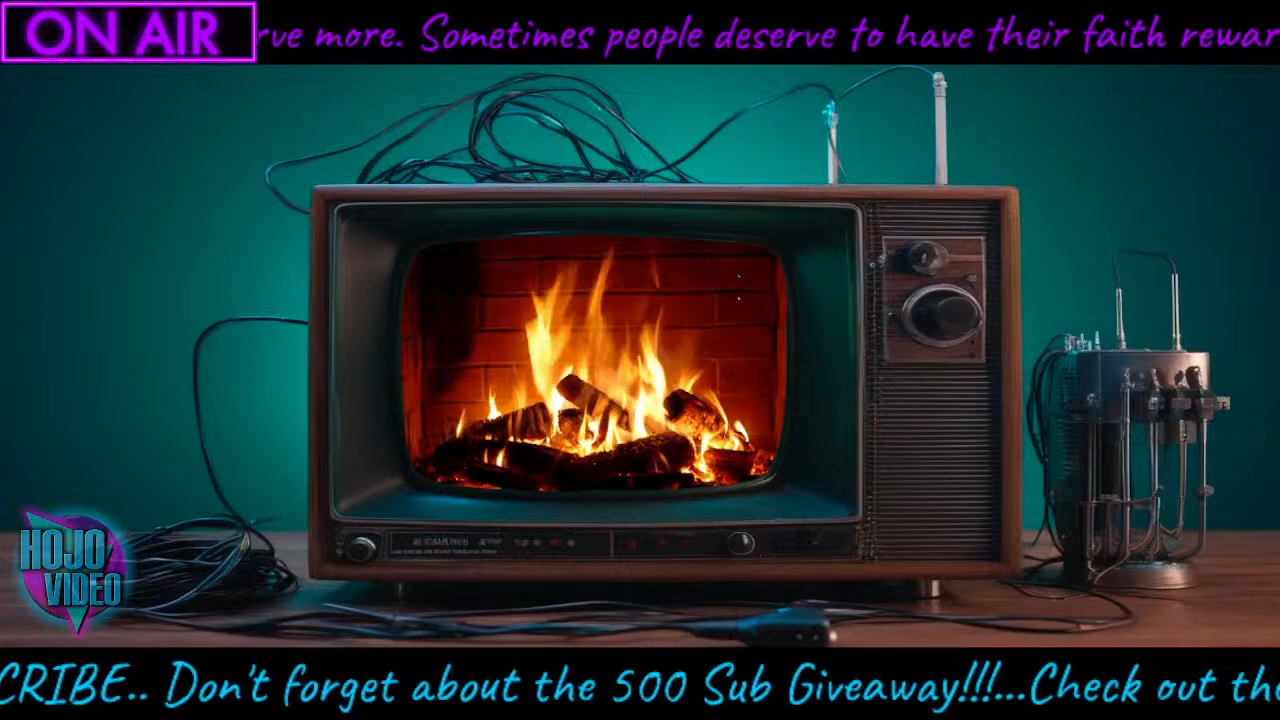 ON AIR
rve more. Sometimes people deserve to have their faith rewar
HOJO
VIDEO
CRIBE.. Don't forget about the 500 Sub Giveaway!!!...Check out the